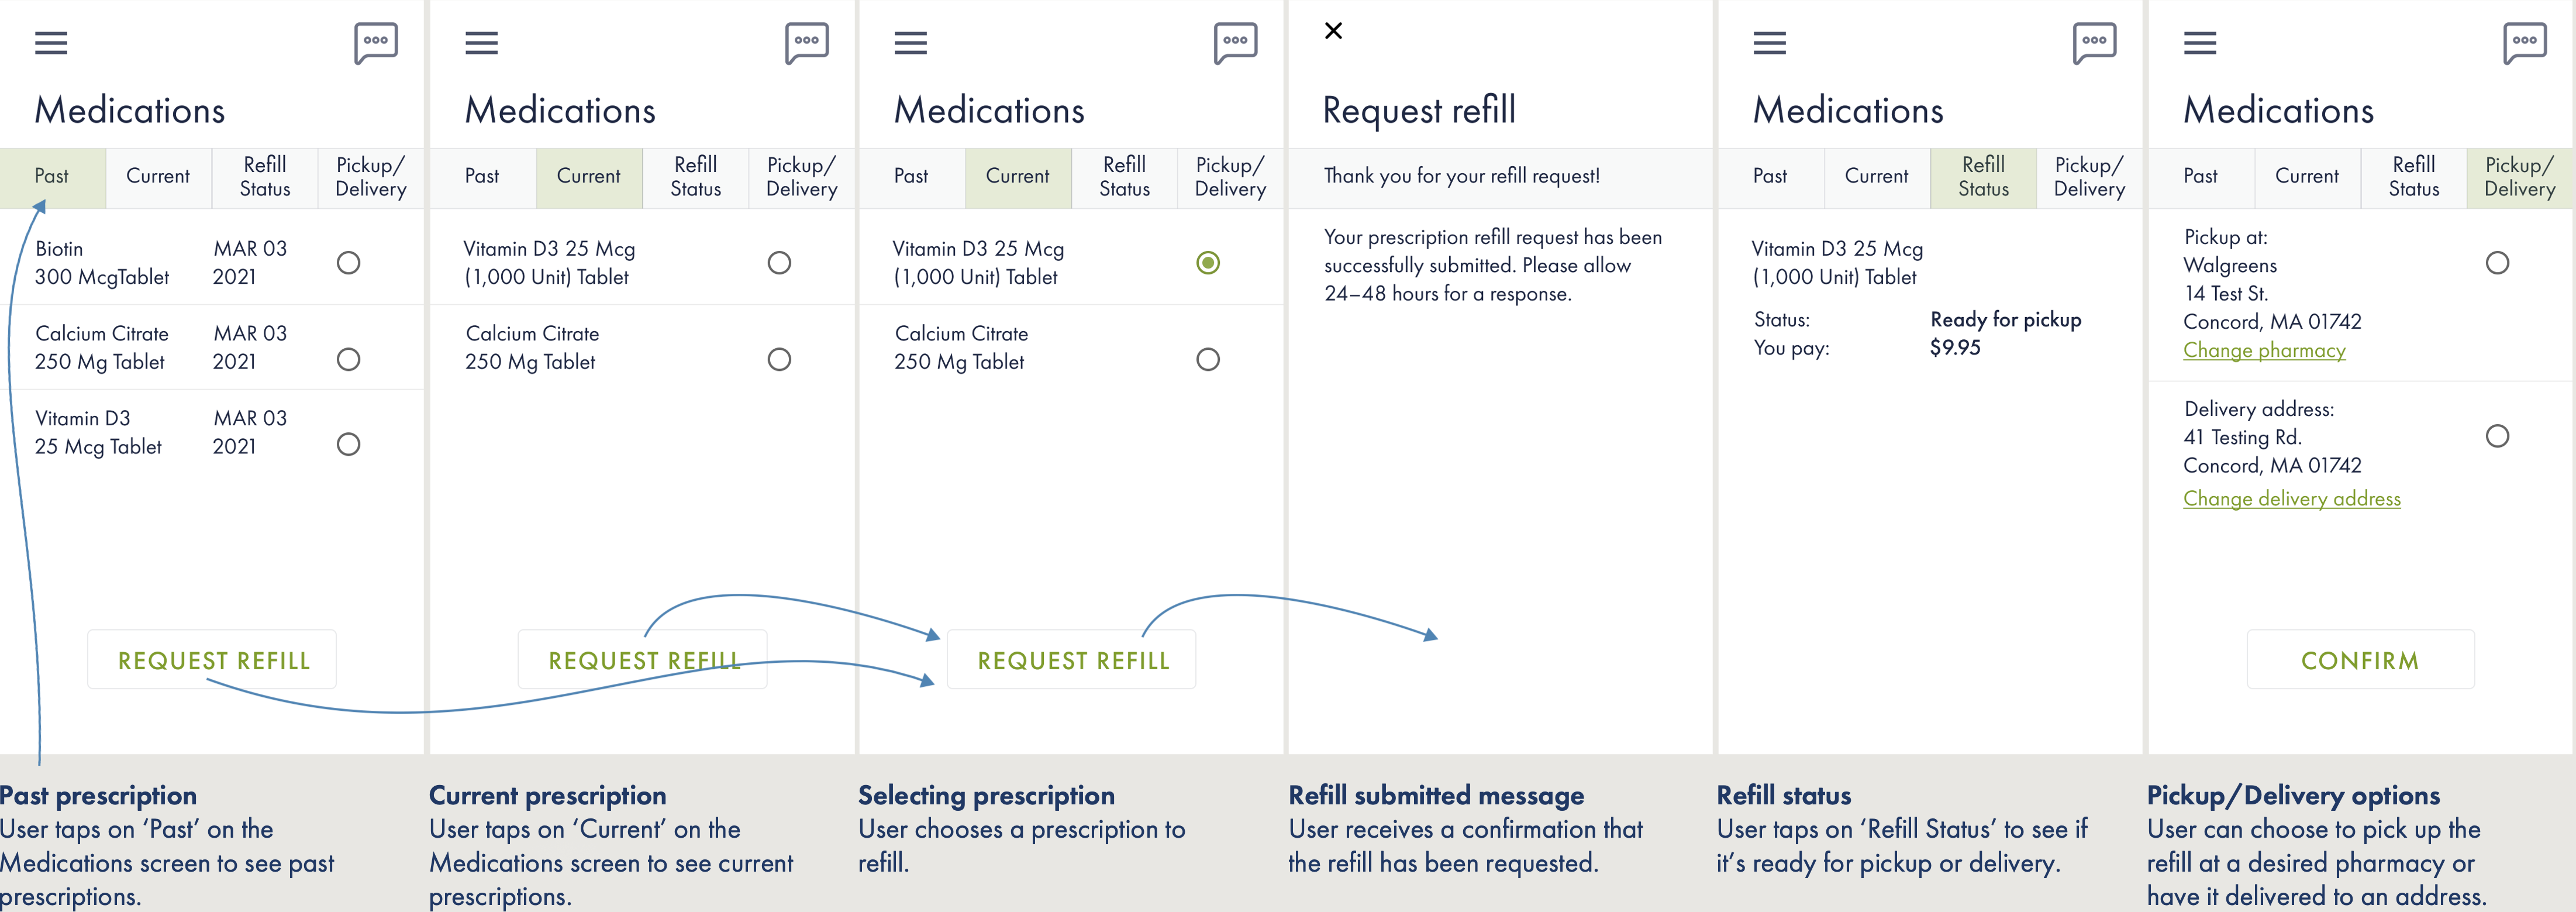 Medications
Past
Current
Refill
Status
Pickup/
Delivery
Biotin
300 McgTablet
MAR 03
2021
Calcium Citrate
250 Mg Tablet
MAR 03
2021
Vitamin D3
25 Mcg Tablet
MAR 03
2021
REQUEST REFILL
Past prescription
User taps on ‘Past’ on the
Medications screen to see past
prescriptions.
Medications
Past
Current
Refill
Status
Pickup/
Delivery
Vitamin D3 25 Mcg
(1,000 Unit) Tablet
Calcium Citrate
250 Mg Tablet
REQUEST REFILL
Current prescription
User taps on ‘Current’ on the
Medications screen to see current
prescriptions.
Medications
Past
Current
Refill
Status
Pickup/
Delivery
Vitamin D3 25 Mcg
(1,000 Unit) Tablet
Calcium Citrate
250 Mg Tablet
REQUEST REFILL
Selecting prescription
User chooses a prescription to
refill.
Request refill
Thank you for your refill request!
Your prescription refill request has been
successfully submitted. Please allow
24–48 hours for a response.
Refill submitted message
User receives a confirmation that
the refill has been requested.
Medications
Past
Current
Refill
Status
Pickup/
Delivery
Vitamin D3 25 Mcg
(1,000 Unit) Tablet
Status: Ready for pickup
You pay: $9.95
Refill status
User taps on ‘Refill Status’ to see if
it’s ready for pickup or delivery.
Medications
Past
Current
Refill
Status
Pickup/
Delivery
Pickup at:
Walgreens
14 Test St.
Concord, MA 01742
Change pharmacy
Delivery address:
41 Testing Rd.
Concord, MA 01742
Change delivery address
CONFIRM
Pickup/Delivery options
User can choose to pick up the
refill at a desired pharmacy or
have it delivered to an address.